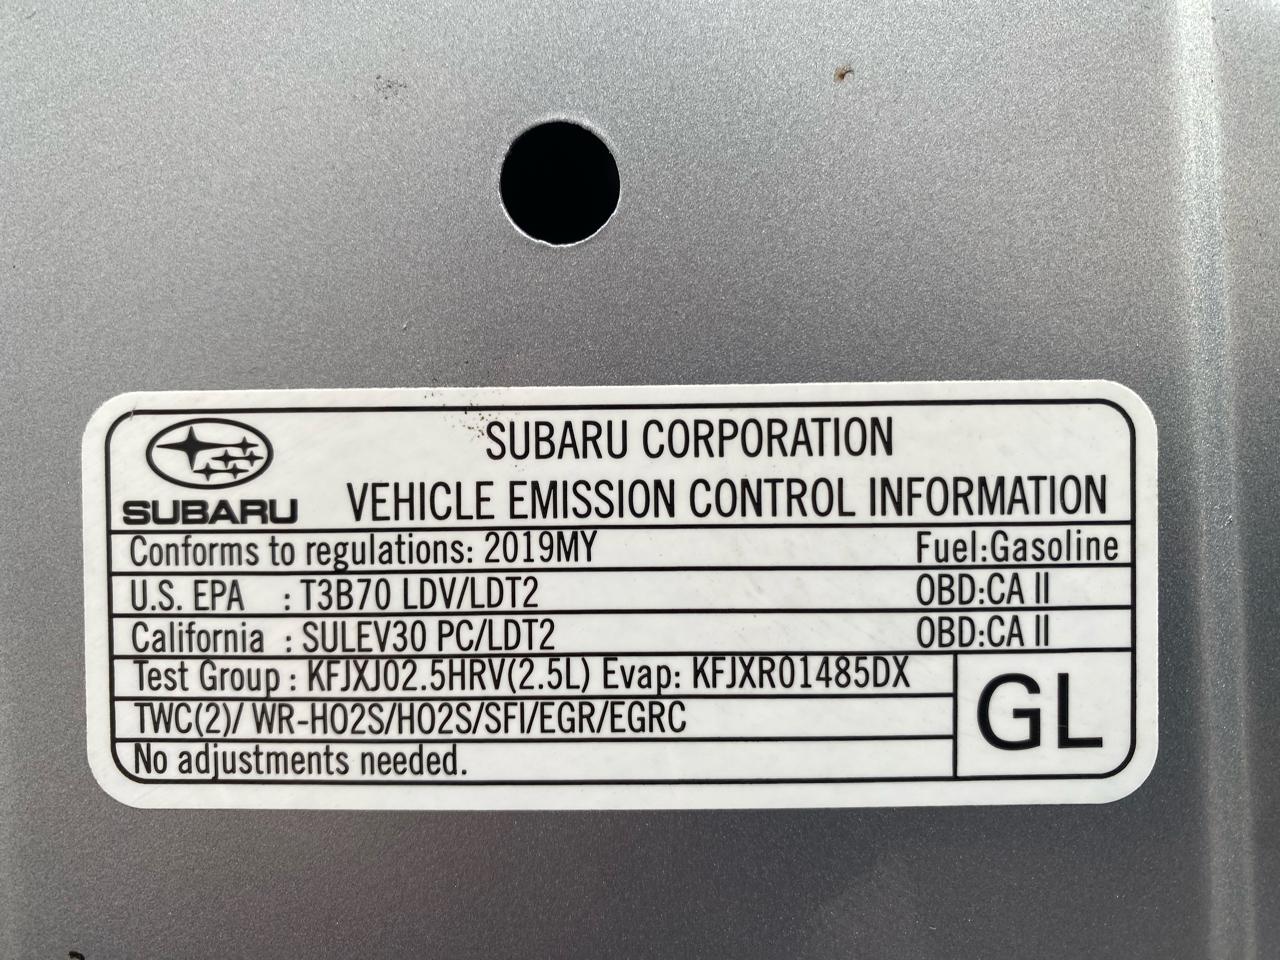 SUBARU CORPORATION
SUBARU VEHICLE EMISSION CONTROL INFORMATION
Conforms to regulations: 2019MY Fuel:Gasoline
U.S. EPA : T3B70 LDV/LDT2 OBD:CA II
California : SULEV30 PC/LDT2 OBD:CA II
Test Group : KFJXJ02.5HRV(2.5L) Evap: KFJXR01485DX
GL
TWC(2)/ WR-HO2S/HO2S/SFI/EGR/EGRC
No adjustments needed.